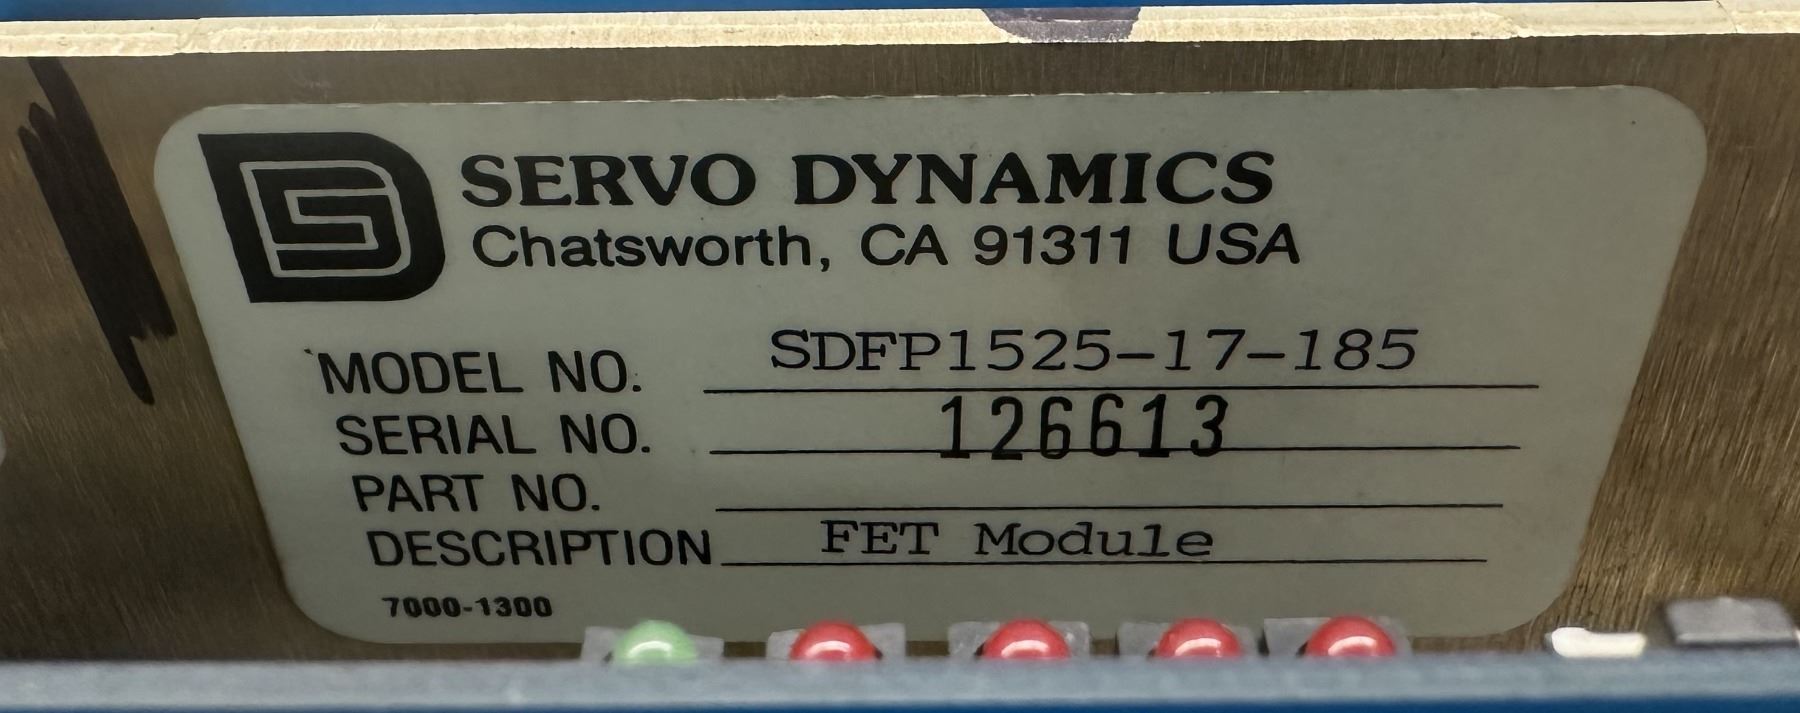 SERVO DYNAMICS
Chatsworth, CA 91311 USA
MODEL NO. SDFP1525-17-185
SERIAL NO. 126613
PART NO.
DESCRIPTION FET Module
7000-1300